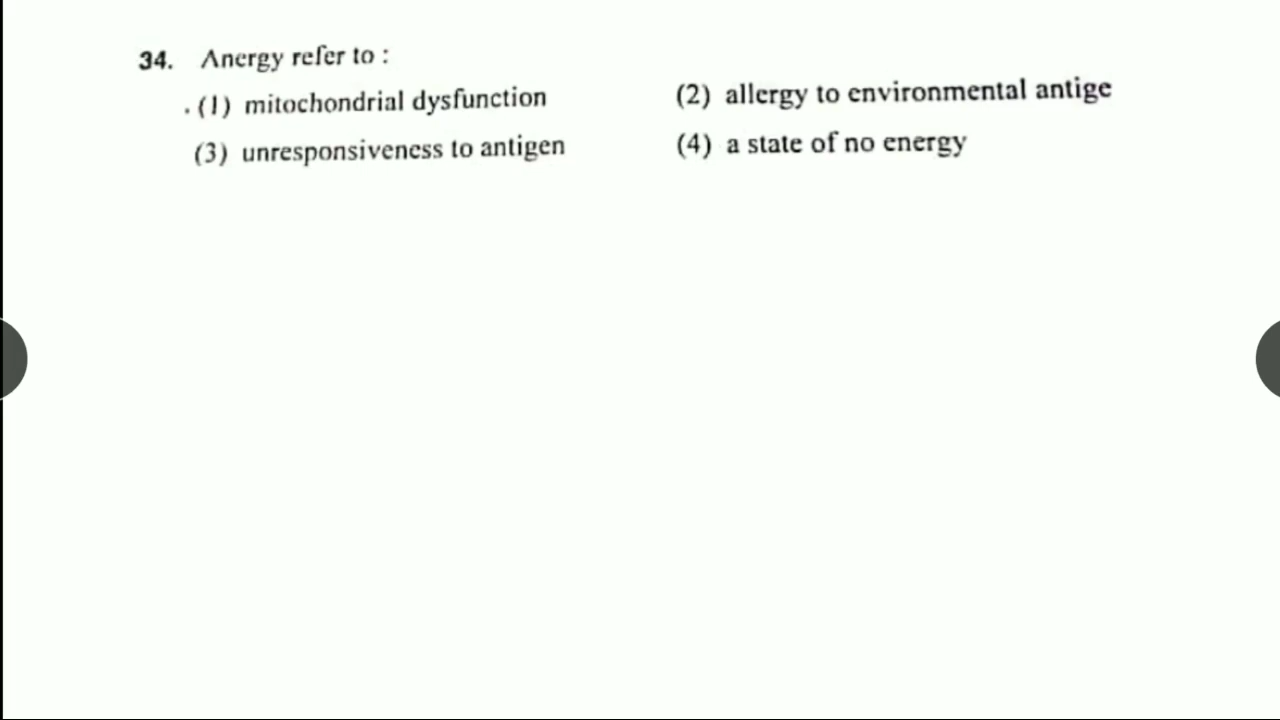 34. Anergy refer to :
(1) mitochondrial dysfunction (2) allergy to environmental antige
(3) unresponsiveness to antigen (4) a state of no energy